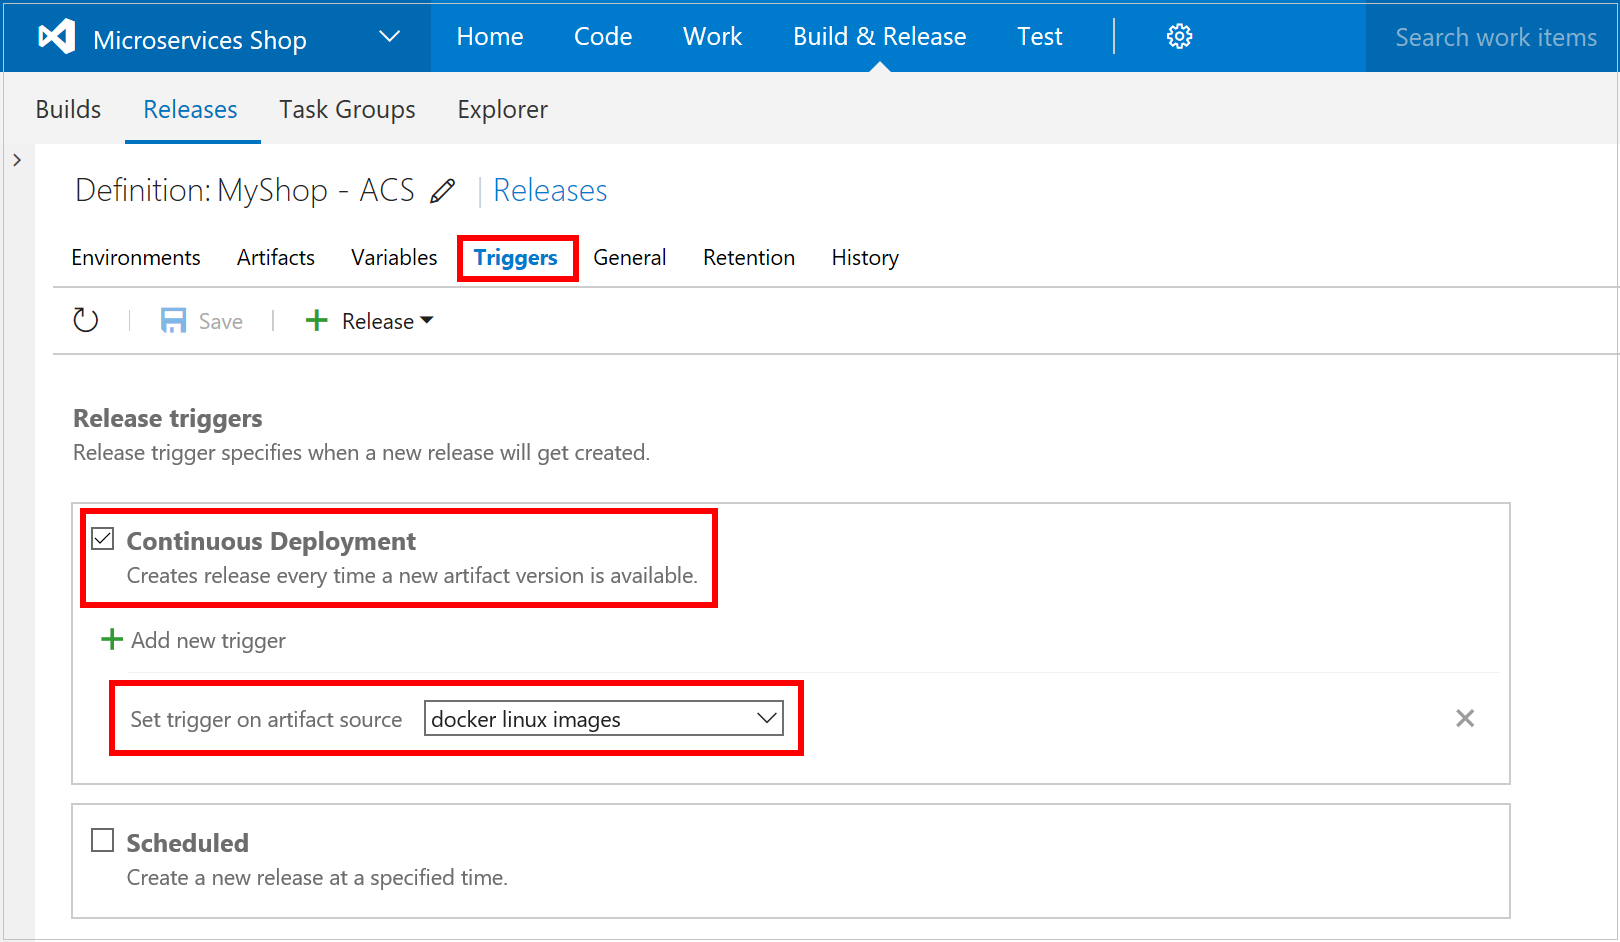 Microservices Shop Home Code Work Build & Release Test Search work items
Builds Releases Task Groups Explorer
Definition: MyShop - ACS | Releases
Environments Artifacts Variables Triggers General Retention History
Save Release
Release triggers
Release trigger specifies when a new release will get created.
Continuous Deployment
Creates release every time a new artifact version is available.
Add new trigger
Set trigger on artifact source docker linux images
Scheduled
Create a new release at a specified time.